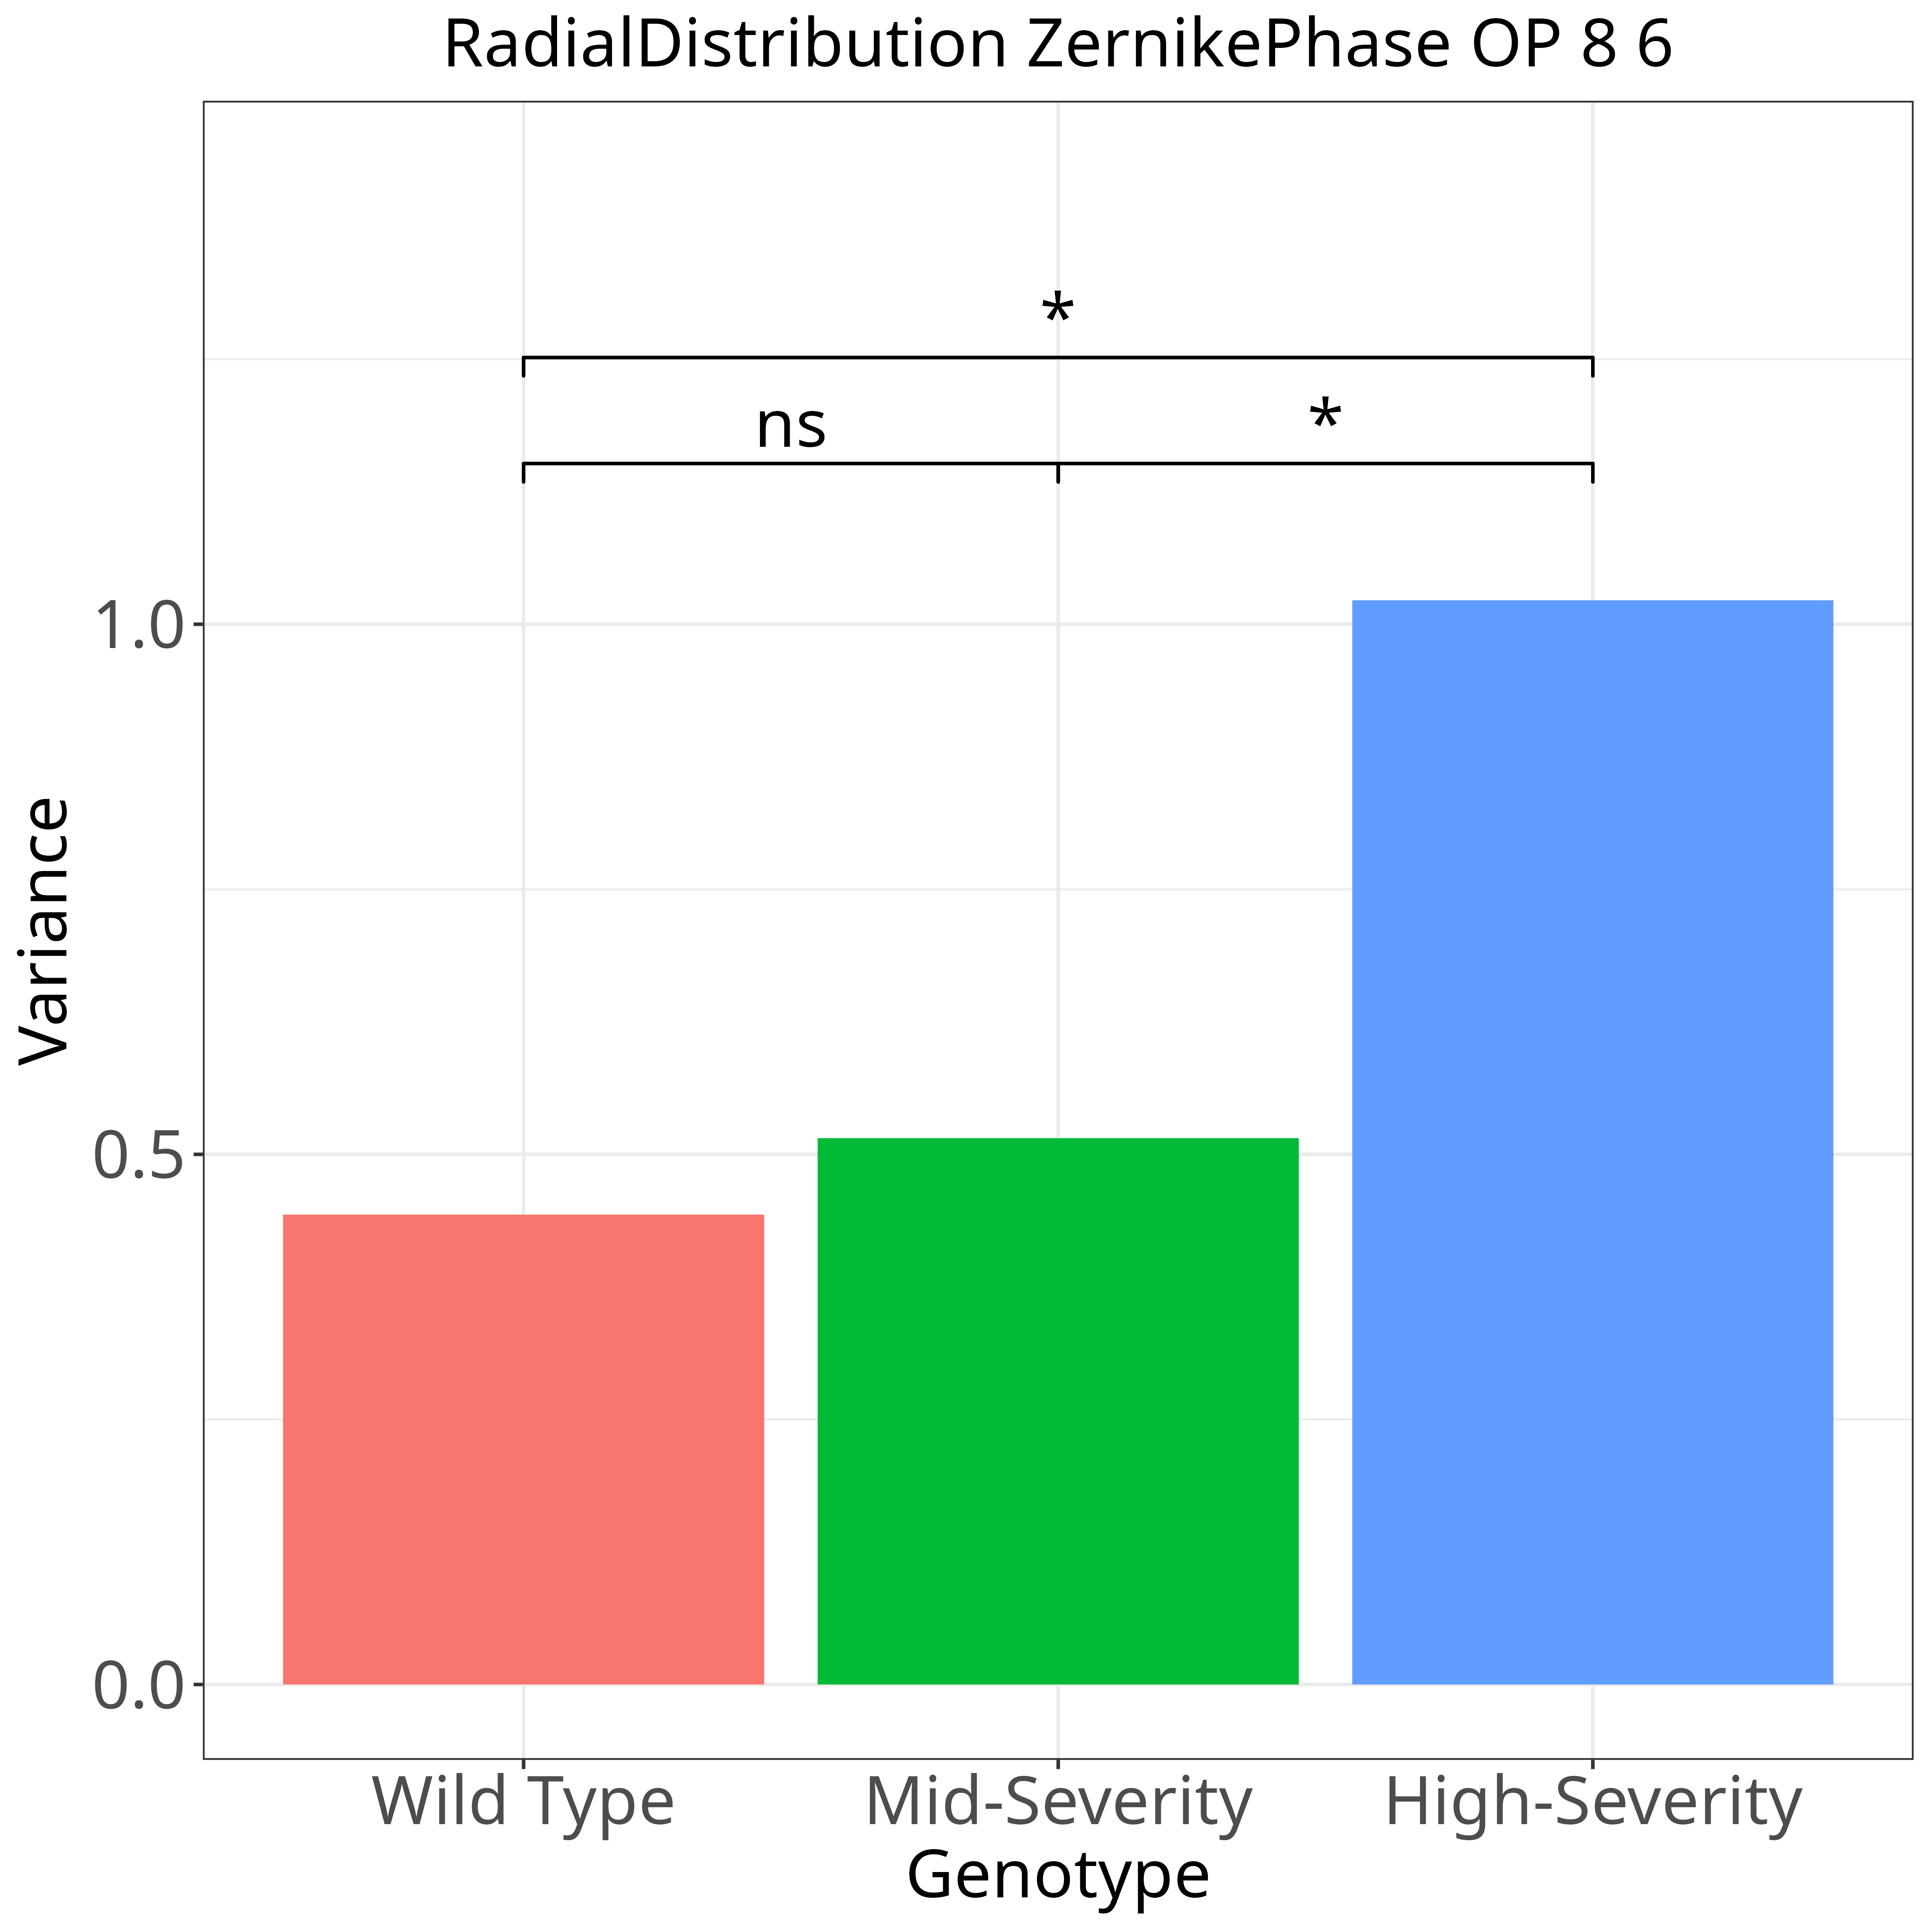 RadialDistribution ZernikePhase OP 8 6
*
ns *
1.0
0.5
0.0
Variance
Wild Type Mid-Severity High-Severity
Genotype